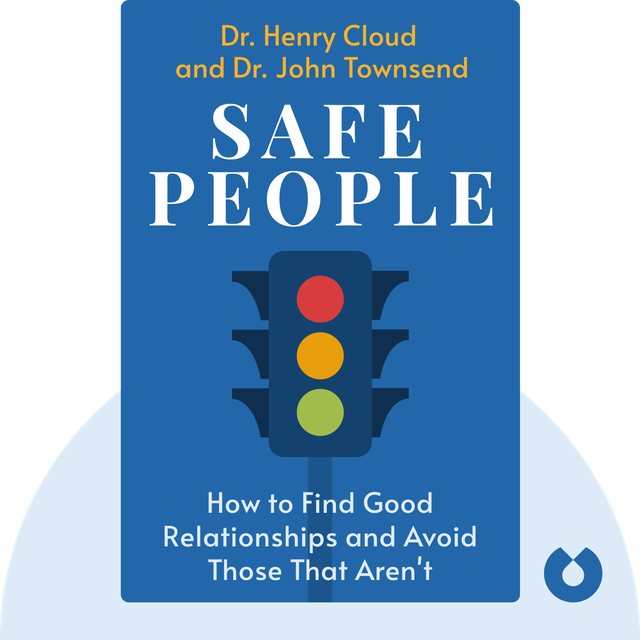 Dr. Henry Cloud
and Dr. John Townsend
SAFE
PEOPLE
How to Find Good
Relationships and Avoid
Those That Aren't